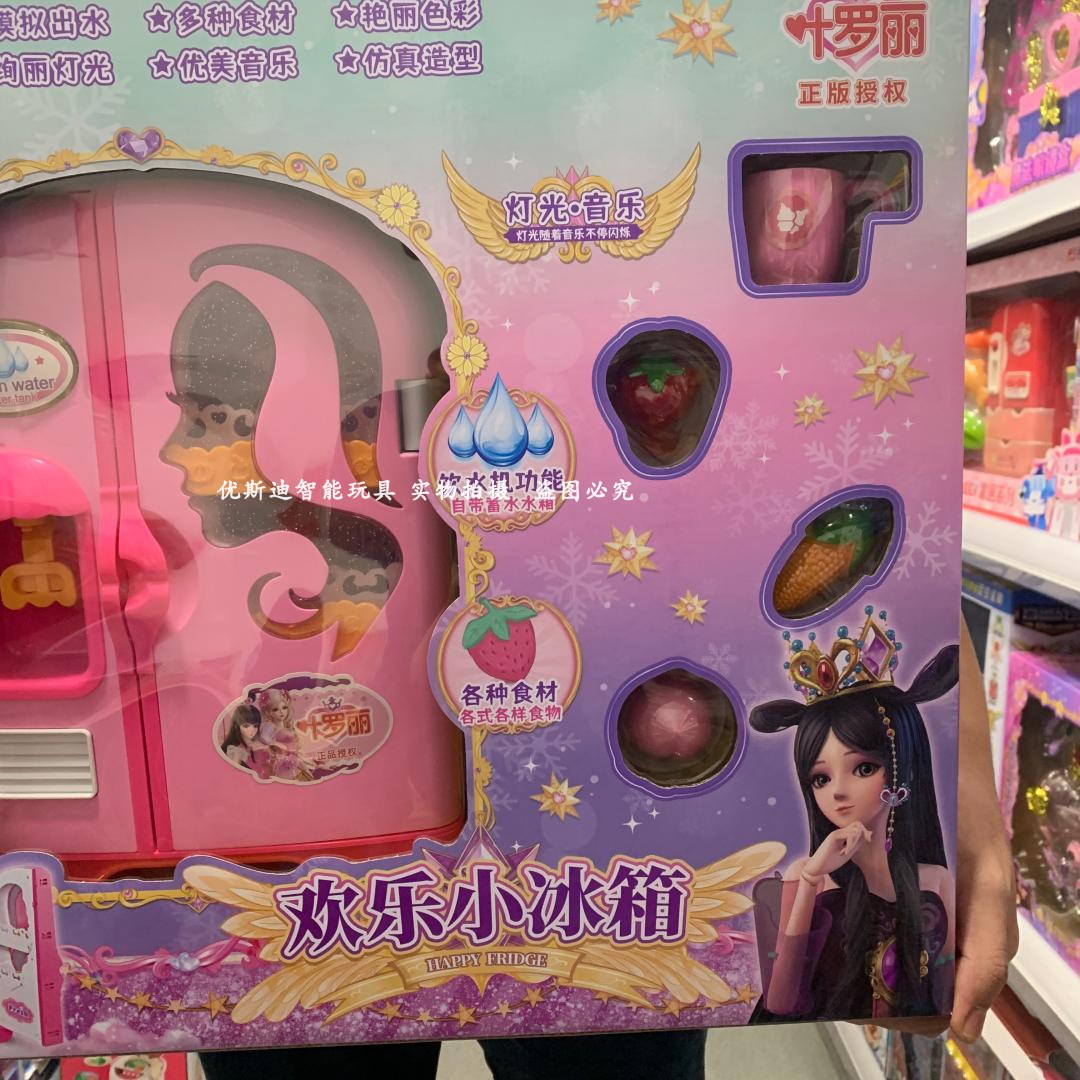 模拟出水 ★多种食材 ★艳丽色彩
绚丽灯光 ★优美音乐 ★仿真造型
叶罗丽
正版授权
灯光·音乐
灯光随着音乐不停闪烁
water
er tank
饮水机功能
自带蓄水水箱
优斯迪智能玩具 实物拍摄 盗图必究
各种食材
各式各样食物
叶罗丽
正品授权
欢乐小冰箱
HAPPY FRIDGE